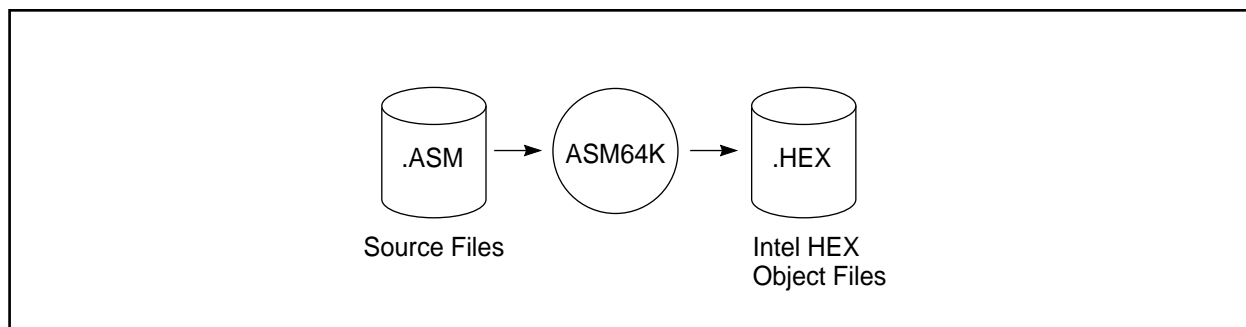 .ASM
ASM64K
.HEX
Source Files
Intel HEX
Object Files